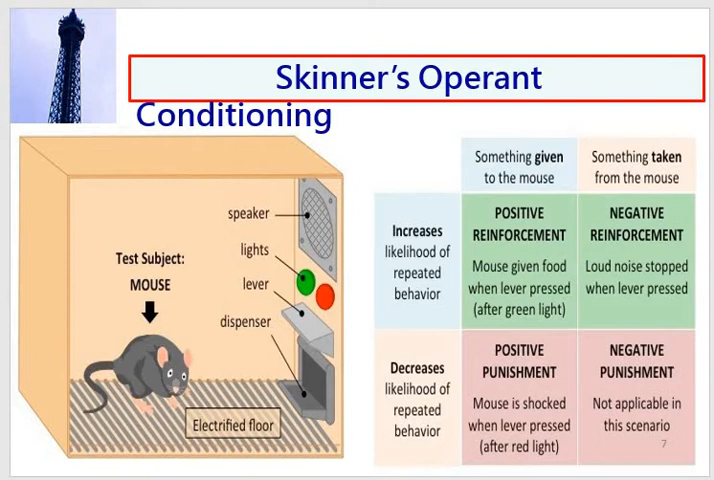 Skinner’s Operant
Conditioning
speaker
lights
lever
dispenser
Test Subject:
MOUSE
Electrified floor
Something given
to the mouse
Something taken
from the mouse
Increases
likelihood of
repeated
behavior
POSITIVE
REINFORCEMENT
Mouse given food
when lever pressed
(after green light)
NEGATIVE
REINFORCEMENT
Loud noise stopped
when lever pressed
Decreases
likelihood of
repeated
behavior
POSITIVE
PUNISHMENT
Mouse is shocked
when lever pressed
(after red light)
NEGATIVE
PUNISHMENT
Not applicable in
this scenario
7